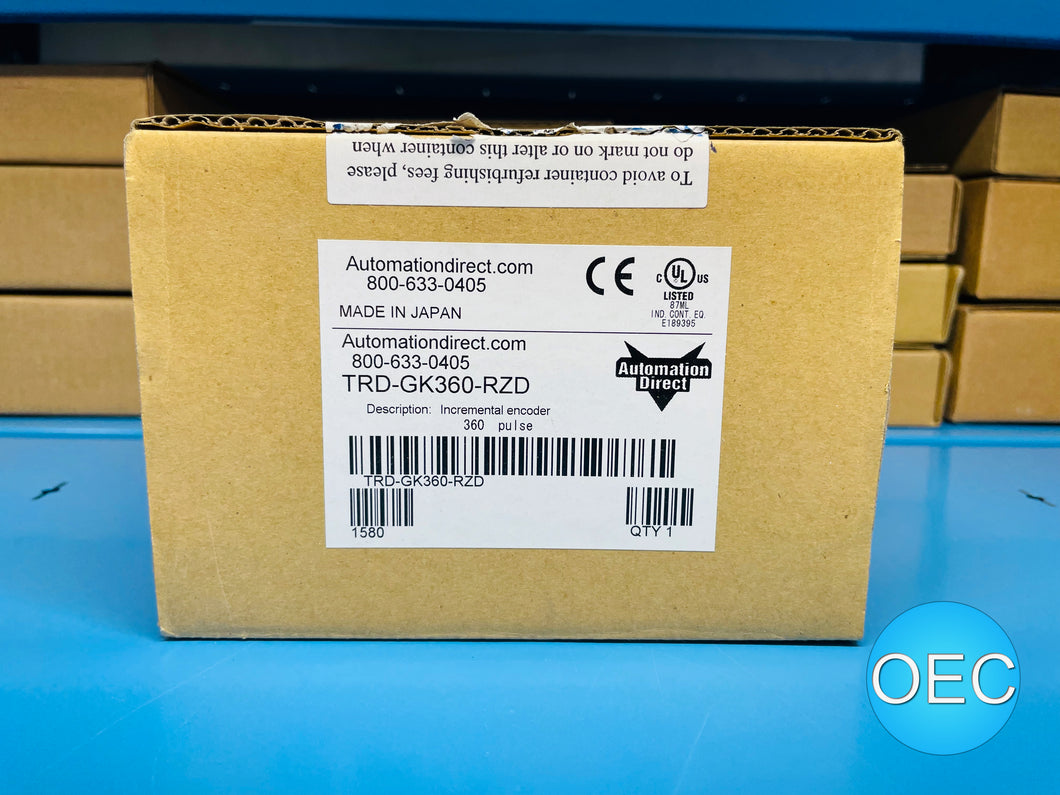 To avoid container refurbishing fees, please
do not mark on or alter this container when
Automationdirect.com
800-633-0405
MADE IN JAPAN
CE
C UL US
LISTED
87ML
IND. CONT. EQ.
E189395
Automationdirect.com
800-633-0405
TRD-GK360-RZD
Automation
Direct
Description: Incremental encoder
360 pulse
TRD-GK360-RZD
1580
QTY 1
OEC